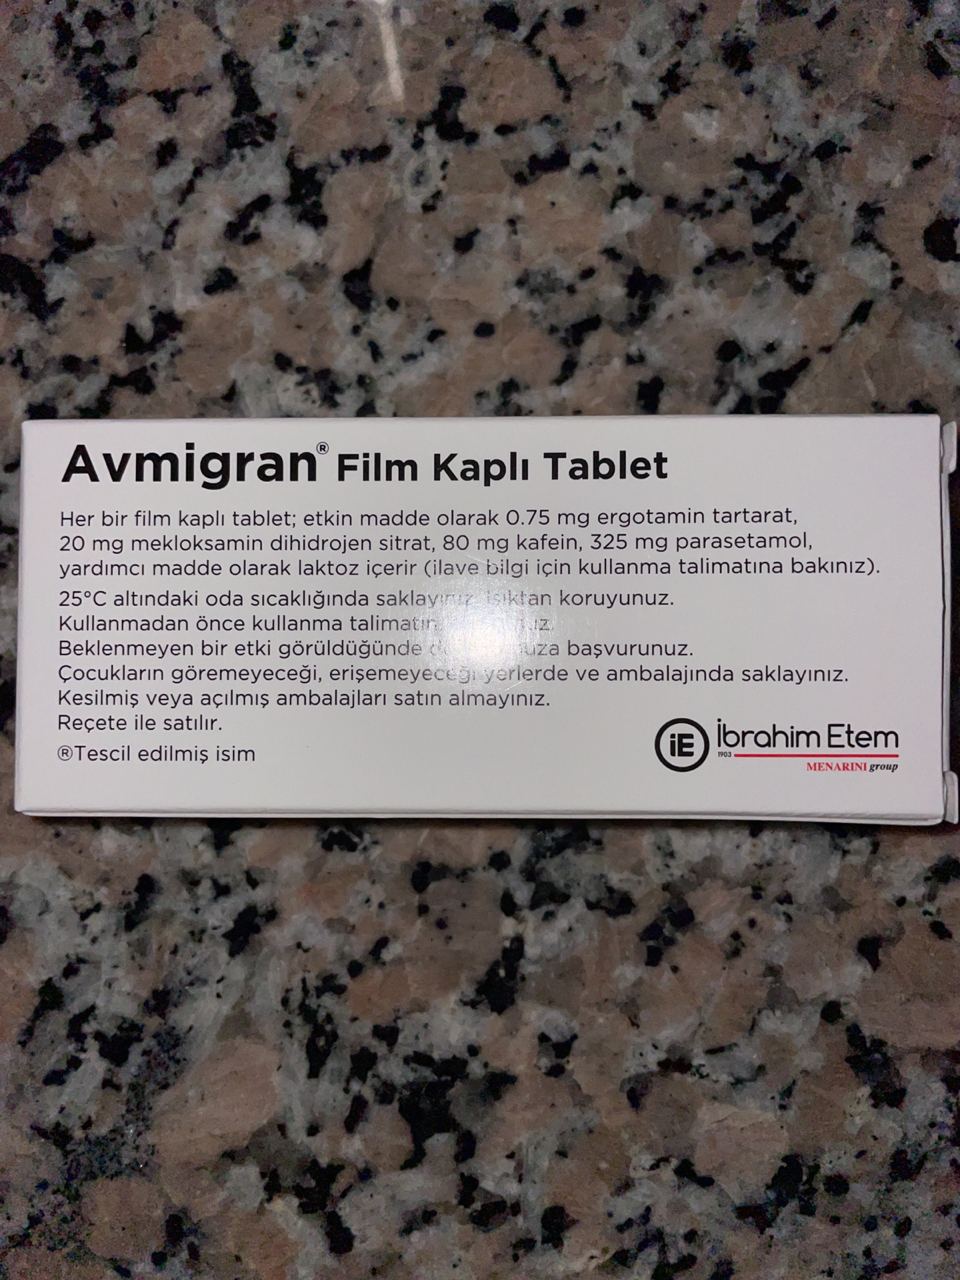 Avmigran® Film Kaplı Tablet
Her bir film kaplı tablet; etkin madde olarak 0.75 mg ergotamin tartarat,
20 mg mekloksamin dihidrojen sitrat, 80 mg kafein, 325 mg parasetamol,
yardımcı madde olarak laktoz içerir (ilave bilgi için kullanma talimatına bakınız).
25°C altındaki oda sıcaklığında saklayınız. Işıktan koruyunuz.
Kullanmadan önce kullanma
Beklenmeyen bir etki görüldüğünde başvurunuz.
Çocukların göremeyeceği, erişemeyeceği yerlerde ve ambalajında saklayınız.
Kesilmiş veya açılmış ambalajları satın almayınız.
Reçete ile satılır.
®Tescil edilmiş isim
iE İbrahim Etem
1903
MENARINI group